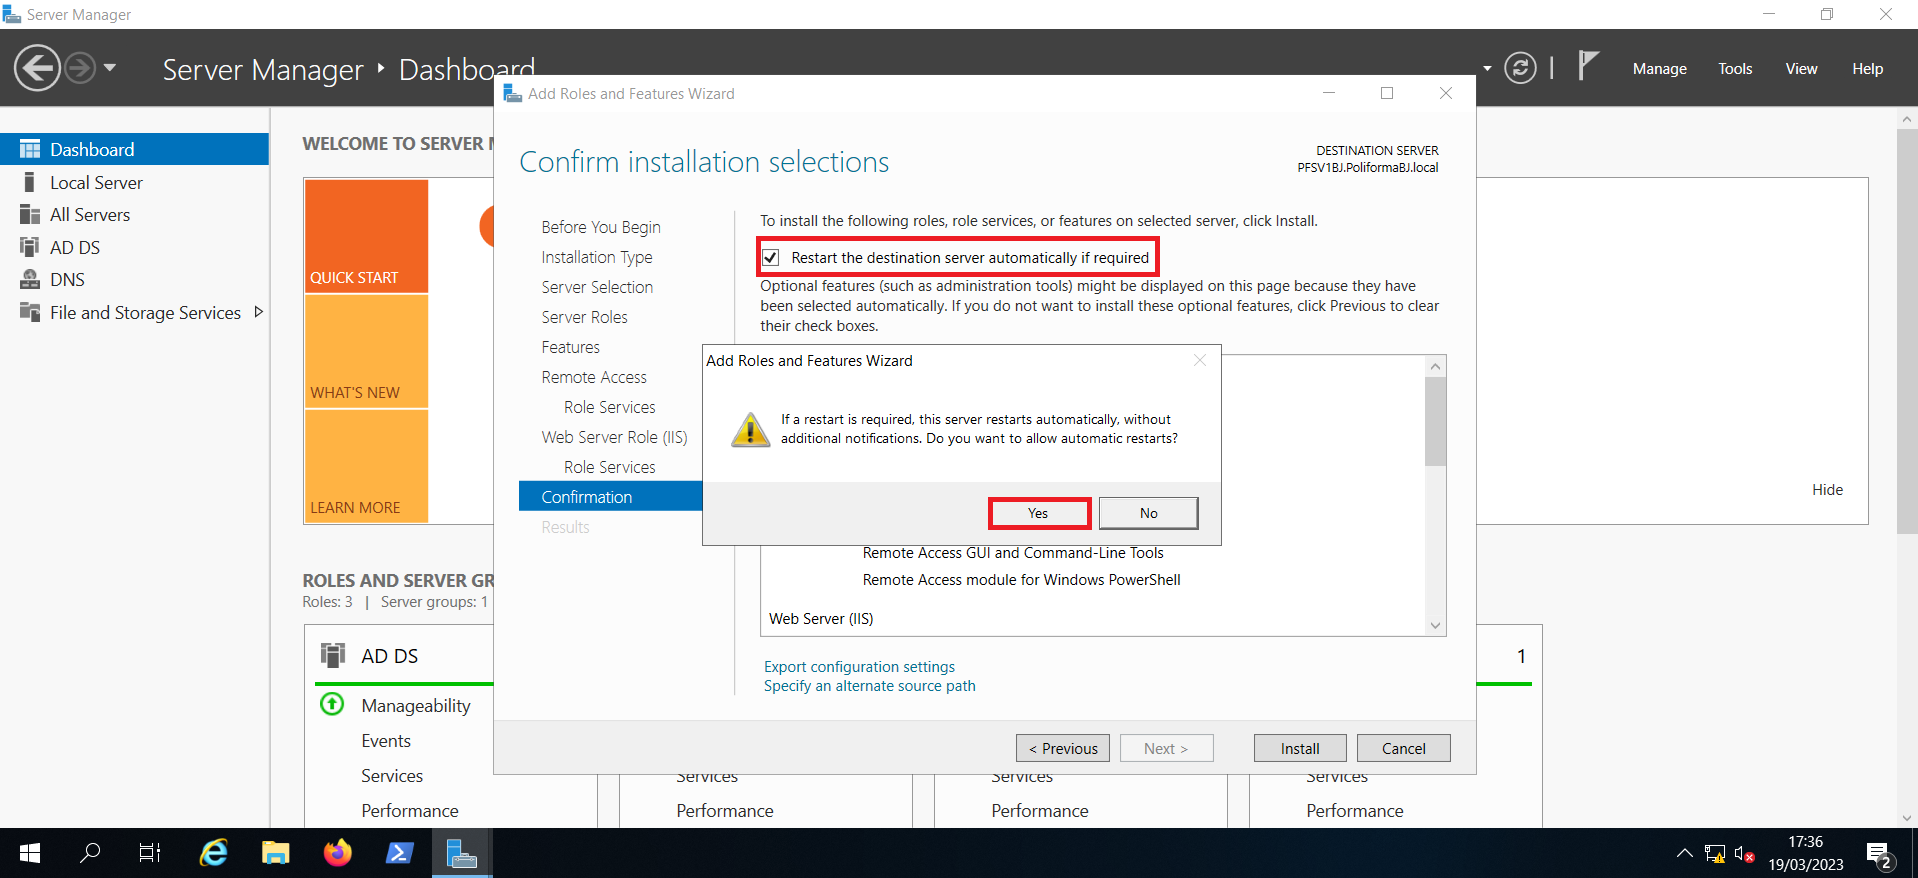 Server Manager
Server Manager ‣ Dashboard
Manage Tools View Help
Dashboard
Local Server
All Servers
AD DS
DNS
File and Storage Services
WELCOME TO SERVER
QUICK START
WHAT'S NEW
LEARN MORE
Hide
ROLES AND SERVER
Roles: 3 | Server groups: 1
AD DS
Manageability
Events
Services
Performance
Services
Performance
Services
Performance
1
Services
Performance
Add Roles and Features Wizard
Confirm installation selections
DESTINATION SERVER
PFSV1BJ.PoliformaBJ.local
Before You Begin
Installation Type
Server Selection
Server Roles
Features
Remote Access
Role Services
Web Server Role (IIS)
Role Services
Confirmation
Results
To install the following roles, role services, or features on selected server, click Install.
Restart the destination server automatically if required
Optional features (such as administration tools) might be displayed on this page because they have
been selected automatically. If you do not want to install these optional features, click Previous to clear
their check boxes.
Add Roles and Features Wizard
If a restart is required, this server restarts automatically, without
additional notifications. Do you want to allow automatic restarts?
Yes No
Remote Access GUI and Command-Line Tools
Remote Access module for Windows PowerShell
Web Server (IIS)
Export configuration settings
Specify an alternate source path
< Previous Next > Install Cancel
17:36
19/03/2023
2